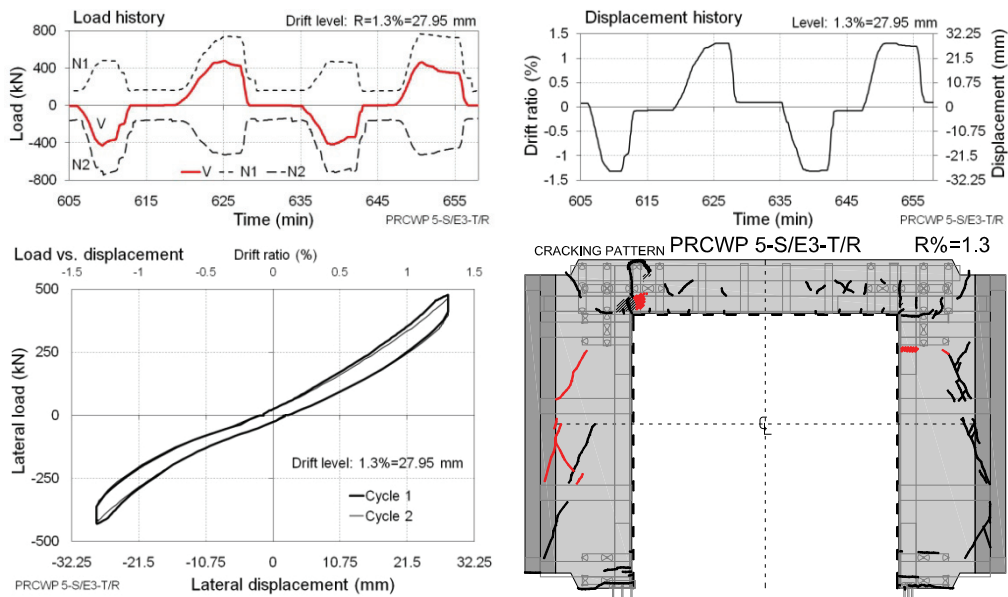 Load history
Drift level: R=1.3%=27.95 mm
Load (kN)
800
400
0
-400
-800
N1
V
N2
V N1 N2
605 615 625 635 645 655
Time (min)
PRCWP 5-S/E3-T/R
Displacement history
Level: 1.3%=27.95 mm
Drift ratio (%)
1.5
1
0.5
0
-0.5
-1
-1.5
32.25
21.5
10.75
0
-10.75
-21.5
-32.25
Displacement (mm)
605 615 625 635 645 655
Time (min)
PRCWP 5-S/E3-T/R
Load vs. displacement
Drift ratio (%)
-1.5 -1 -0.5 0 0.5 1 1.5
Lateral load (kN)
500
250
0
-250
-500
Drift level: 1.3%=27.95 mm
Cycle 1
Cycle 2
-32.25 -21.5 -10.75 0 10.75 21.5 32.25
PRCWP 5-S/E3-T/R
Lateral displacement (mm)
CRACKING PATTERN PRCWP 5-S/E3-T/R R%=1.3
CL